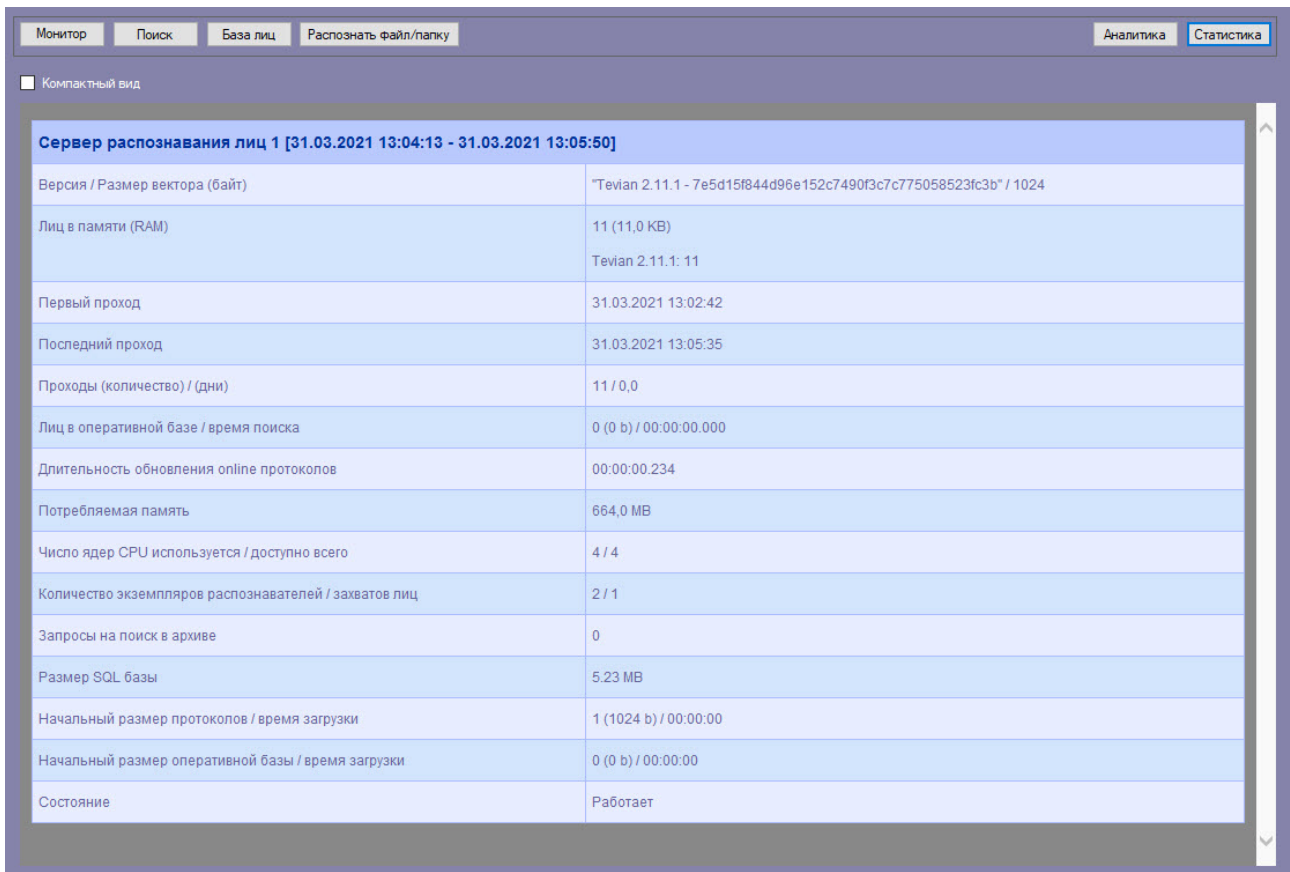 Монитор Поиск База лиц Распознать файл/папку Аналитика Статистика
Компактный вид
Сервер распознавания лиц 1 [31.03.2021 13:04:13 - 31.03.2021 13:05:50]
Версия / Размер вектора (байт) "Tevian 2.11.1 - 7e5d15f844d96e152c7490f3c7c775058523fc3b" / 1024
Лиц в памяти (RAM) 11 (11,0 KB)
Tevian 2.11.1: 11
Первый проход 31.03.2021 13:02:42
Последний проход 31.03.2021 13:05:35
Проходы (количество) / (дни) 11 / 0,0
Лиц в оперативной базе / время поиска 0 (0 b) / 00:00:00.000
Длительность обновления online протоколов 00:00:00.234
Потребляемая память 664,0 MB
Число ядер CPU используется / доступно всего 4 / 4
Количество экземпляров распознавателей / захватов лиц 2 / 1
Запросы на поиск в архиве 0
Размер SQL базы 5.23 MB
Начальный размер протоколов / время загрузки 1 (1024 b) / 00:00:00
Начальный размер оперативной базы / время загрузки 0 (0 b) / 00:00:00
Состояние Работает